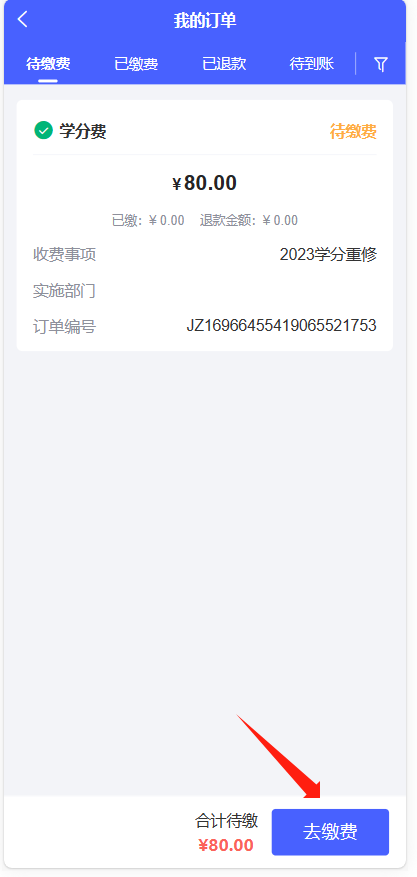 我的订单
待缴费 已缴费 已退款 待到账
学分费 待缴费
¥80.00
已缴：¥ 0.00 退款金额：¥ 0.00
收费事项 2023学分重修
实施部门
订单编号 JZ16966455419065521753
合计待缴
¥80.00
去缴费